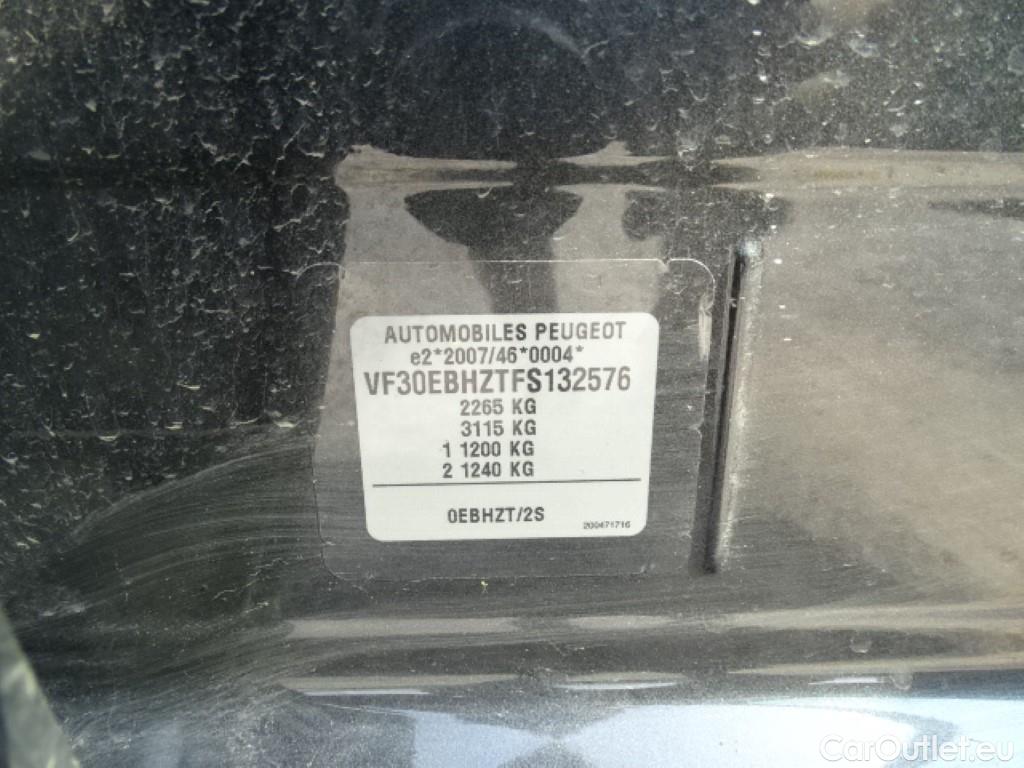 AUTOMOBILES PEUGEOT
e2*2007/46*0004*
VF30EBHZTFS132576
2265 KG
3115 KG
1 1200 KG
2 1240 KG
0EBHZT/2S
200471716
CarOutlet.eu